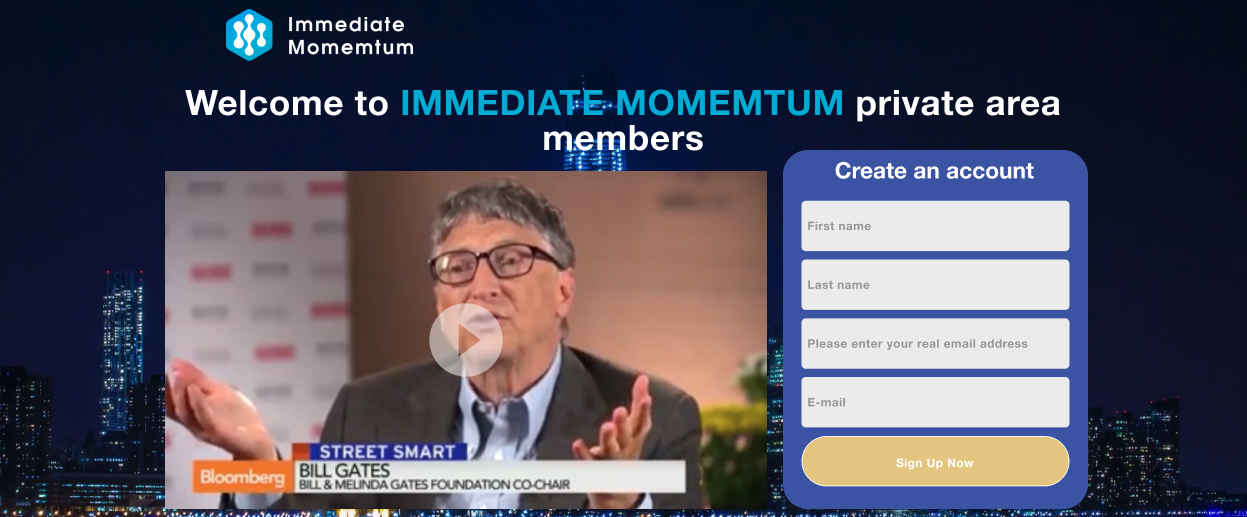 Immediate
Momemtum
Welcome to IMMEDIATE MOMEMTUM private area
members
Create an account
First name
Last name
Please enter your real email address
E-mail
Sign Up Now
STREET SMART
Bloomberg
BILL GATES
BILL & MELINDA GATES FOUNDATION CO-CHAIR